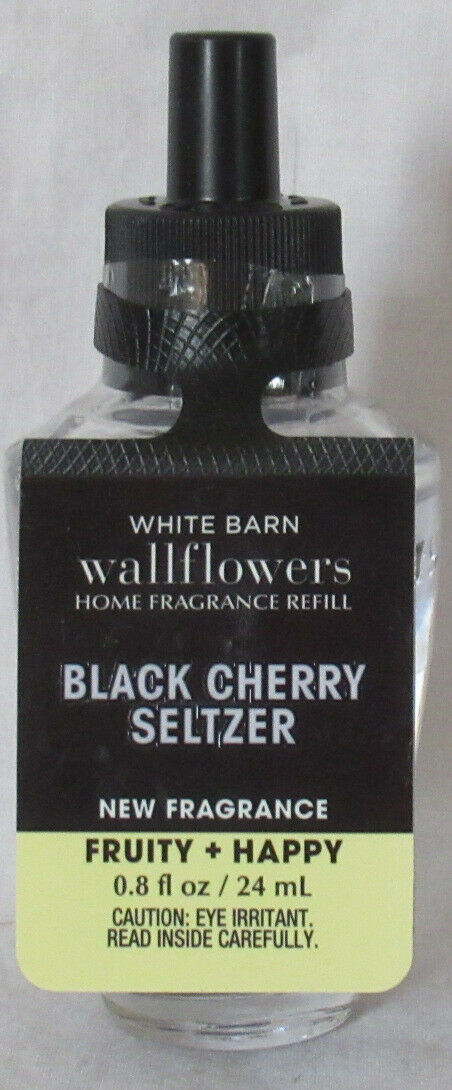 WHITE BARN
wallflowers
HOME FRAGRANCE REFILL
BLACK CHERRY
SELTZER
NEW FRAGRANCE
FRUITY + HAPPY
0.8 fl oz / 24 mL
CAUTION: EYE IRRITANT.
READ INSIDE CAREFULLY.